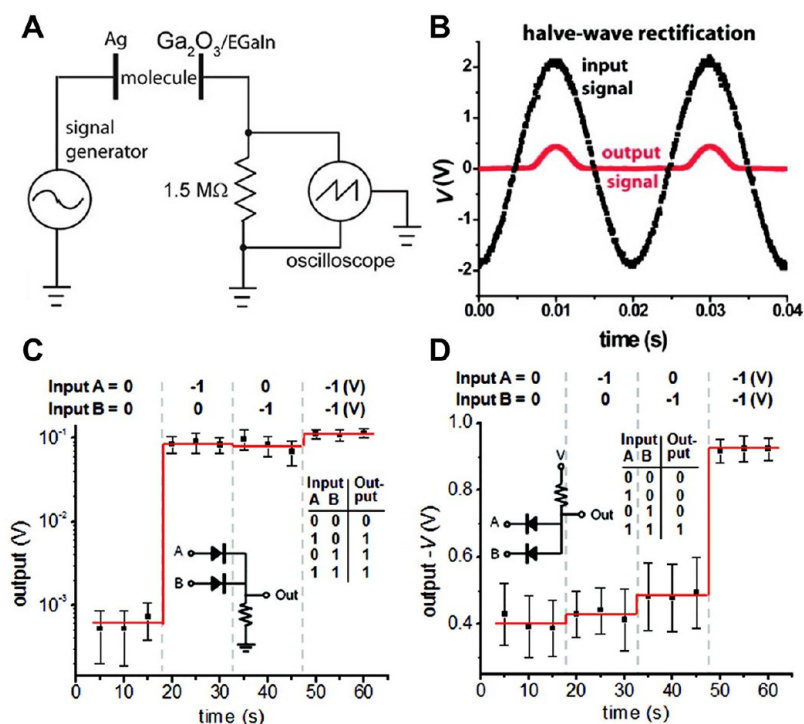 A
Ag
Ga₂O₃/EGaIn
molecule
signal
generator
1.5 MΩ
oscilloscope
B
halve-wave rectification
input
signal
output
signal
V(V)
2
1
0
-1
-2
0.00 0.01 0.02 0.03 0.04
time (s)
C
Input A = 0 -1 0 -1 (V)
Input B = 0 0 -1 -1 (V)
output (V)
10⁻¹
10⁻²
10⁻³
Input Out-
A B put
0 0 0
1 0 1
0 1 1
1 1 1
A
B
Out
0 10 20 30 40 50 60
time (s)
D
Input A = 0 -1 0 -1 (V)
Input B = 0 0 -1 -1 (V)
output -V (V)
1.0
0.8
0.6
0.4
V
Out
A
B
Input Out-
A B put
0 0 0
1 0 0
0 1 0
1 1 1
0 10 20 30 40 50 60
time (s)